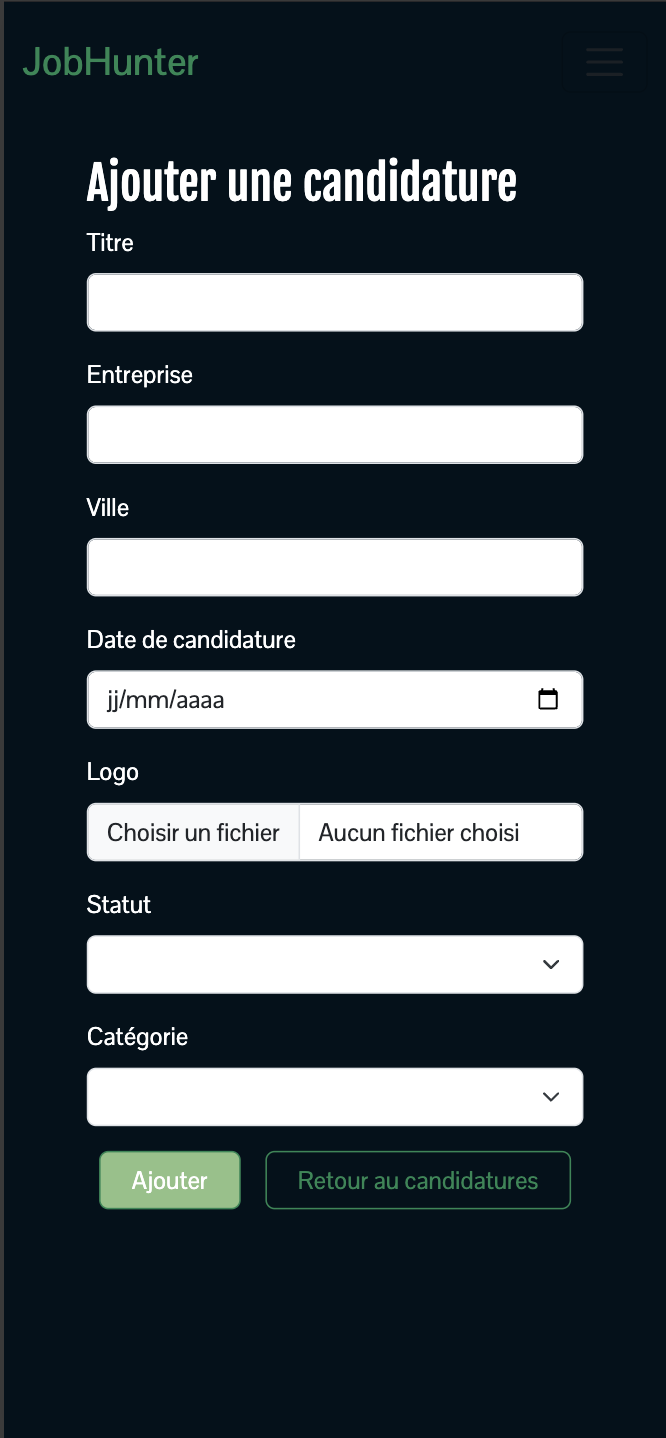 JobHunter
Ajouter une candidature
Titre
Entreprise
Ville
Date de candidature
jj/mm/aaaa
Logo
Choisir un fichier Aucun fichier choisi
Statut
Catégorie
Ajouter Retour au candidatures